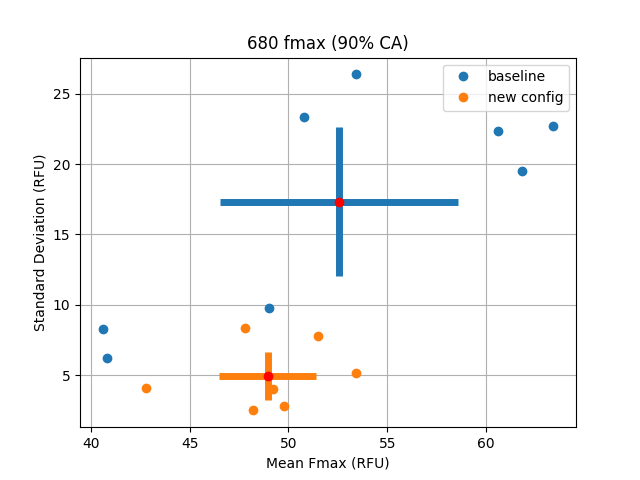 680 fmax (90% CA)
baseline
new config
Standard Deviation (RFU)
25
20
15
10
5
40 45 50 55 60
Mean Fmax (RFU)